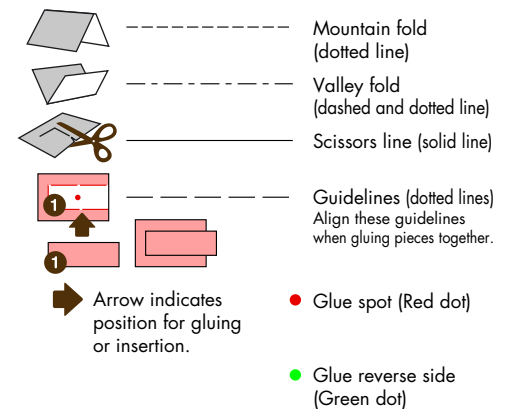 Mountain fold
(dotted line)
Valley fold
(dashed and dotted line)
Scissors line (solid line)
1
Guidelines (dotted lines)
Align these guidelines
when gluing pieces together.
1
Arrow indicates
position for gluing
or insertion.
Glue spot (Red dot)
Glue reverse side
(Green dot)